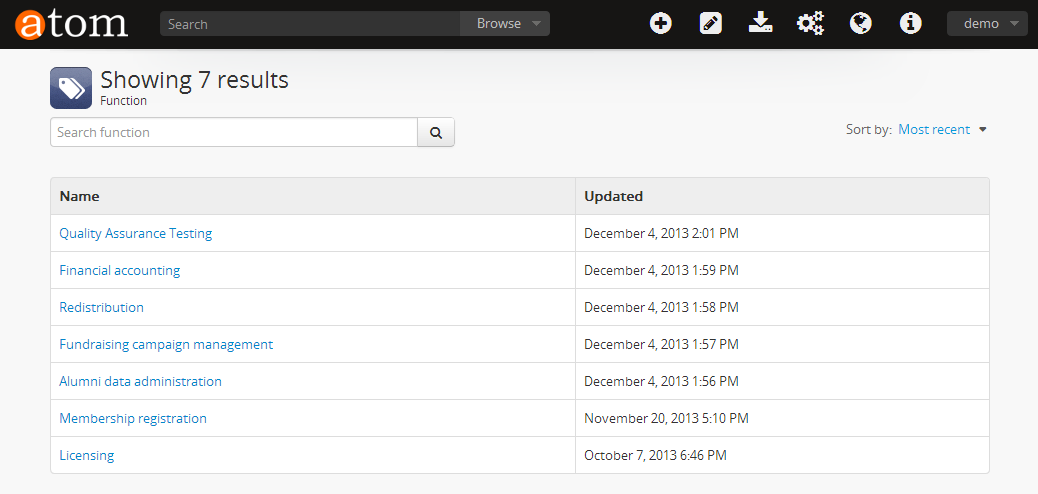 atom Search Browse demo
Showing 7 results
Function
Search function
Sort by: Most recent
Name Updated
Quality Assurance Testing December 4, 2013 2:01 PM
Financial accounting December 4, 2013 1:59 PM
Redistribution December 4, 2013 1:58 PM
Fundraising campaign management December 4, 2013 1:57 PM
Alumni data administration December 4, 2013 1:56 PM
Membership registration November 20, 2013 5:10 PM
Licensing October 7, 2013 6:46 PM